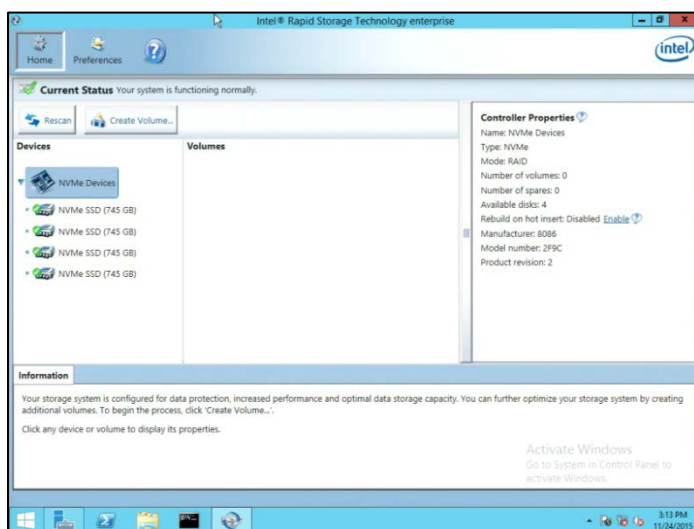 Intel® Rapid Storage Technology enterprise
Home
Preferences
intel
Current Status Your system is functioning normally.
Rescan
Create Volume...
Devices
Volumes
NVMe Devices
NVMe SSD (745 GB)
NVMe SSD (745 GB)
NVMe SSD (745 GB)
NVMe SSD (745 GB)
Controller Properties
Name: NVMe Devices
Type: NVMe
Mode: RAID
Number of volumes: 0
Number of spares: 0
Available disks: 4
Rebuild on hot insert: Disabled Enable
Manufacturer: 8086
Model number: 2F9C
Product revision: 2
Information
Your storage system is configured for data protection, increased performance and optimal data storage capacity. You can further optimize your storage system by creating
additional volumes. To begin the process, click 'Create Volume...'.
Click any device or volume to display its properties.
Activate Windows
Go to System in Control Panel to
activate Windows.
3:13 PM
11/24/2015